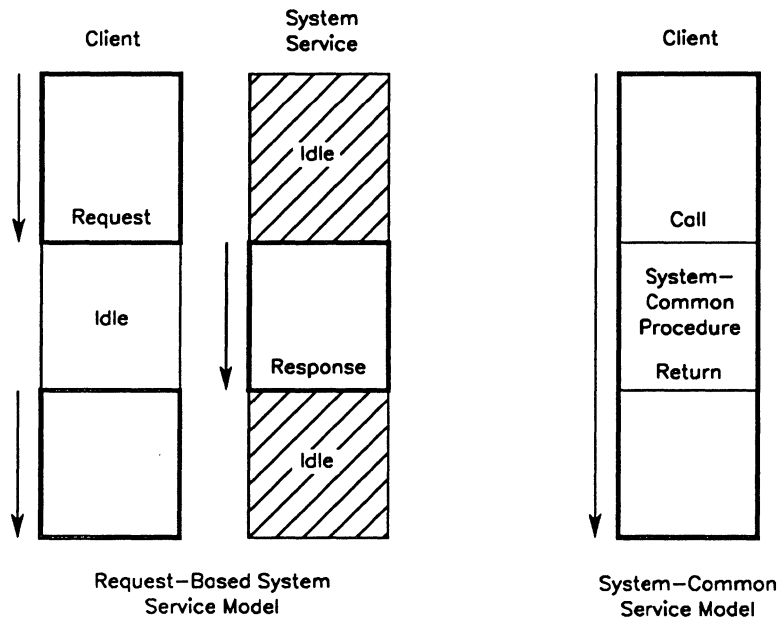 Client
System
Service
Client
Idle
Request
Call
Idle
System–
Common
Procedure
Response
Return
Idle
Request–Based System
Service Model
System–Common
Service Model